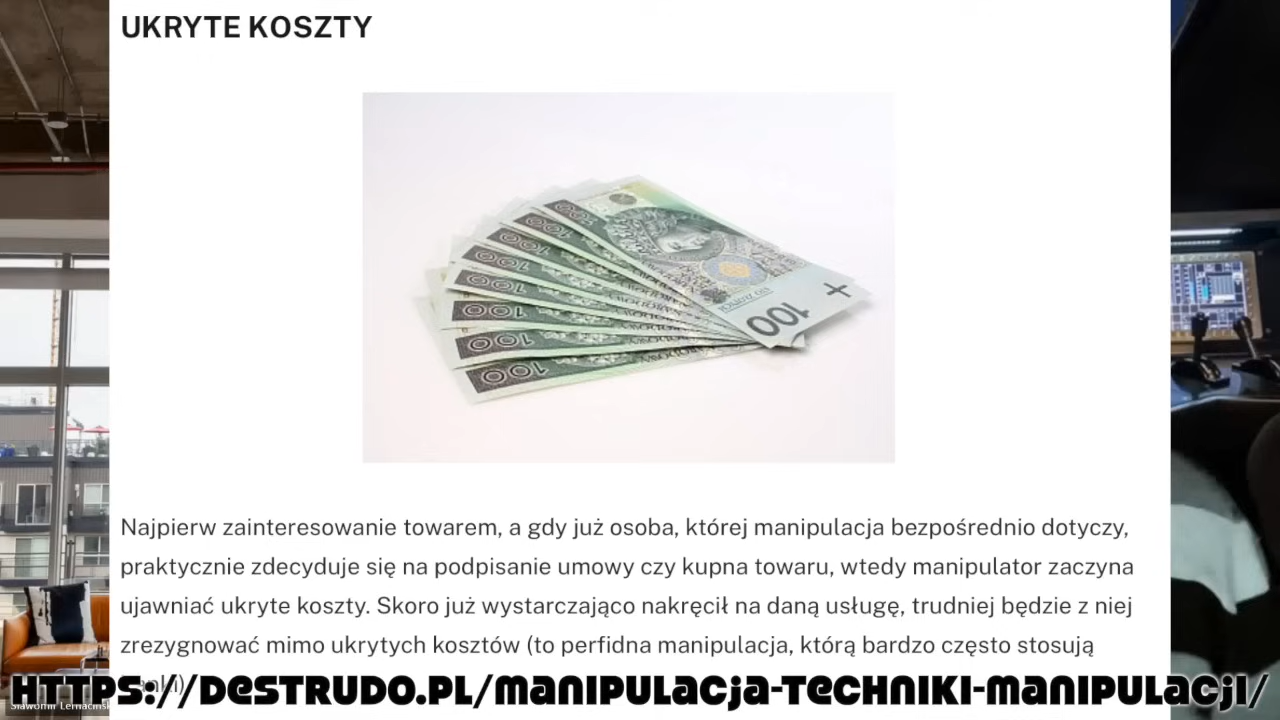 UKRYTE KOSZTY
100
100
100
100
100
100
100
100
100
Najpierw zainteresowanie towarem, a gdy już osoba, której manipulacja bezpośrednio dotyczy,
praktycznie zdecyduje się na podpisanie umowy czy kupna towaru, wtedy manipulator zaczyna
ujawniać ukryte koszty. Skoro już wystarczająco nakręcił na daną usługę, trudniej będzie z niej
zrezygnować mimo ukrytych kosztów (to perfidna manipulacja, którą bardzo często stosują
HTTPS://DESTRUDO.PL/MANIPULACJA-TECHNIKI-MANIPULACJI/